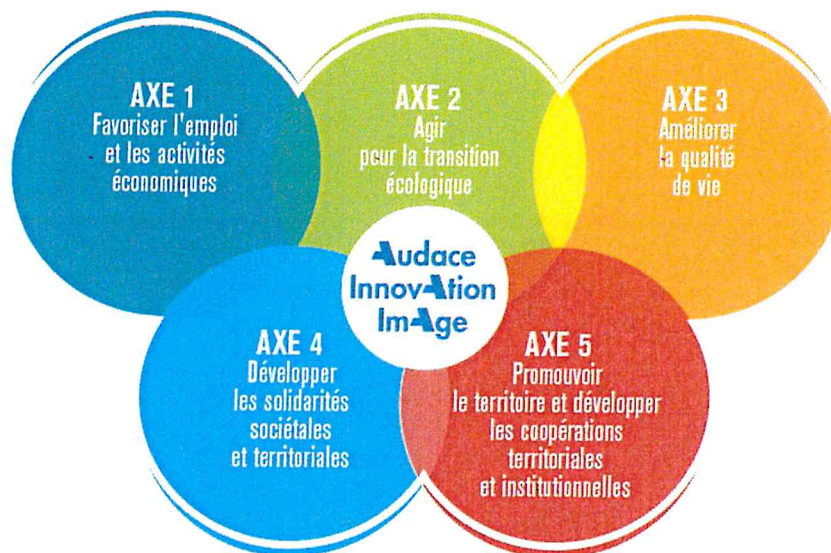 AXE 1
Favoriser l'emploi
et les activités
économiques
AXE 2
Agir
pour la transition
écologique
AXE 3
Améliorer
la qualité
de vie
Audace
InnovAtion
ImAge
AXE 4
Développer
les solidarités
sociétales
et territoriales
AXE 5
Promouvoir
le territoire et développer
les coopérations
territoriales
et institutionnelles